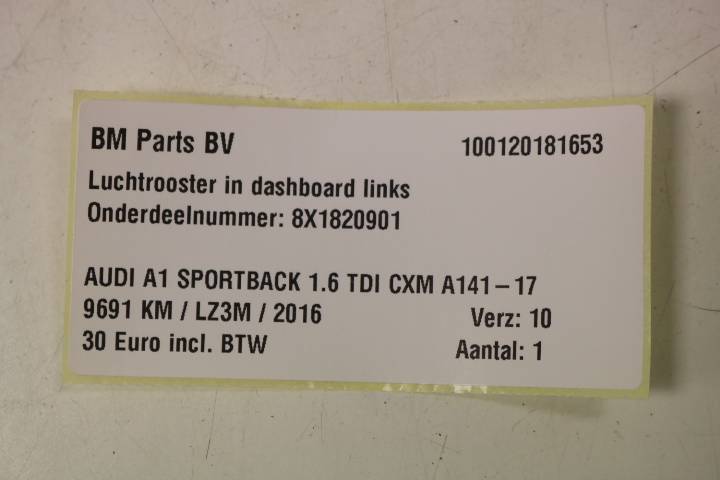 BM Parts BV 100120181653
Luchtrooster in dashboard links
Onderdeelnummer: 8X1820901
AUDI A1 SPORTBACK 1.6 TDI CXM A141-17
9691 KM / LZ3M / 2016 Verz: 10
30 Euro incl. BTW Aantal: 1